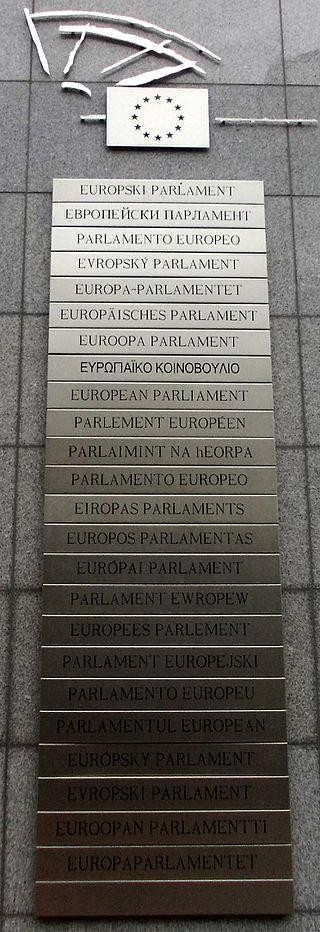 EUROPSKI PARLAMENT
ЕВРОПЕЙСКИ ПАРЛАМЕНТ
PARLAMENTO EUROPEO
EVROPSKÝ PARLAMENT
EUROPA-PARLAMENTET
EUROPÄISCHES PARLAMENT
EUROOPA PARLAMENT
ΕΥΡΩΠΑΪΚΟ ΚΟΙΝΟΒΟΥΛΙΟ
EUROPEAN PARLIAMENT
PARLEMENT EUROPÉEN
PARLAIMINT NA hEORPA
PARLAMENTO EUROPEO
EIROPAS PARLAMENTS
EUROPOS PARLAMENTAS
EURÓPAI PARLAMENT
PARLAMENT EWROPEW
EUROPEES PARLEMENT
PARLAMENT EUROPEJSKI
PARLAMENTO EUROPEU
PARLAMENTUL EUROPEAN
EURÓPSKY PARLAMENT
EVROPSKI PARLAMENT
EUROOPAN PARLAMENTTI
EUROPAPARLAMENTET